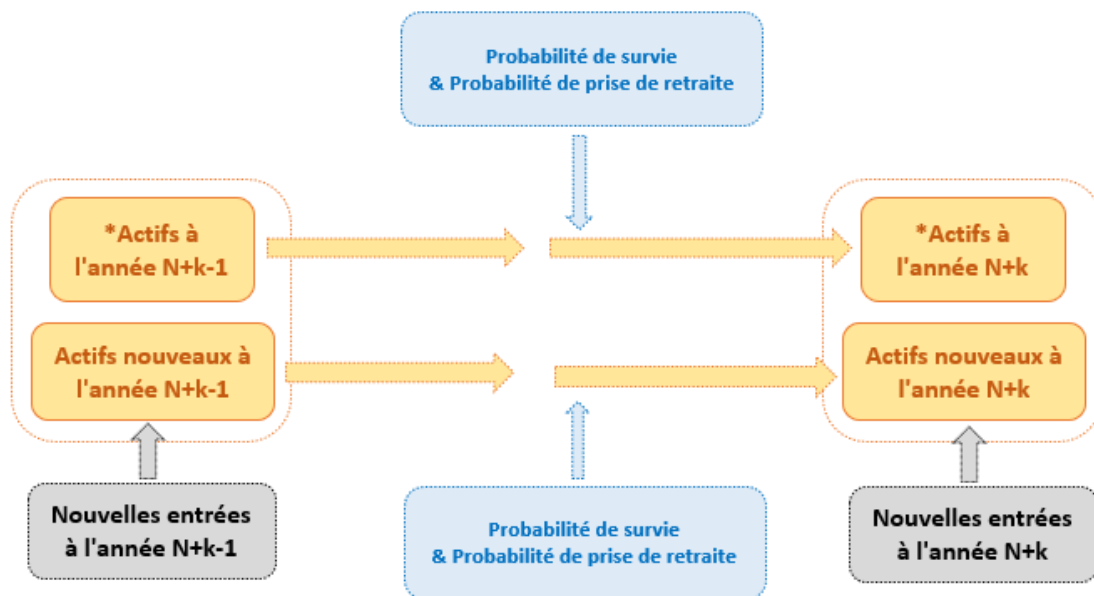 Probabilité de survie
& Probabilité de prise de retraite
*Actifs à
l'année N+k-1
*Actifs à
l'année N+k
Actifs nouveaux à
l'année N+k-1
Actifs nouveaux à
l'année N+k
Nouvelles entrées
à l'année N+k-1
Probabilité de survie
& Probabilité de prise de retraite
Nouvelles entrées
à l'année N+k